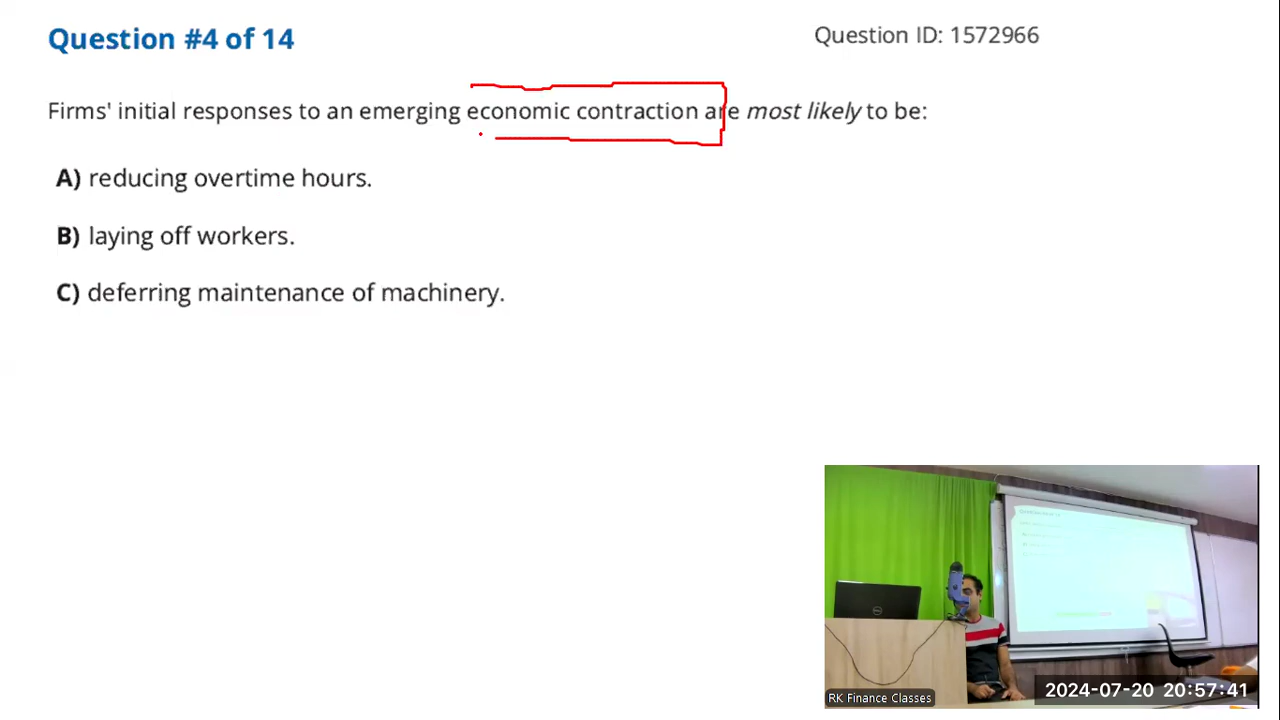 Question #4 of 14
Question ID: 1572966
Firms' initial responses to an emerging economic contraction are most likely to be:
A) reducing overtime hours.
B) laying off workers.
C) deferring maintenance of machinery.
RK Finance Classes
2024-07-20 20:57:41